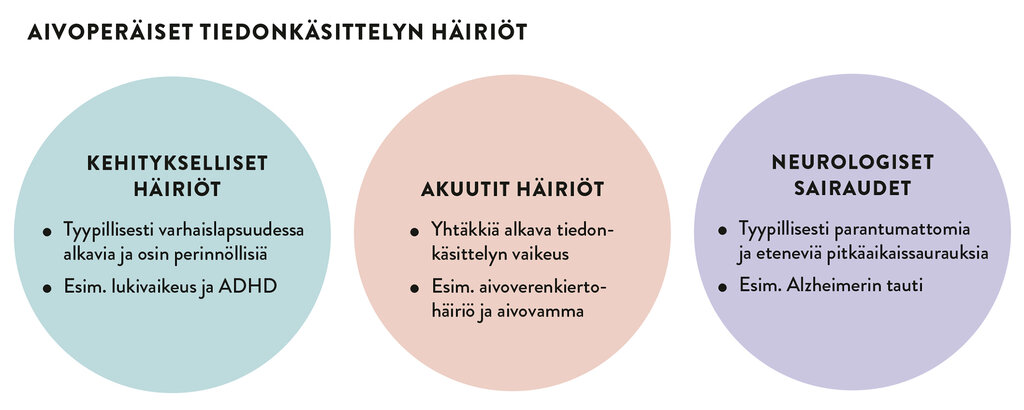 AIVOPERÄISET TIEDONKÄSITTELYN HÄIRIÖT
KEHITYKSELLISET
HÄIRIÖT
• Tyypillisesti varhaislapsuudessa
alkavia ja osin perinnöllisiä
• Esim. lukivaikeus ja ADHD
AKUUTIT HÄIRIÖT
• Yhtäkkiä alkava tiedon-
käsittelyn vaikeus
• Esim. aivoverenkierto-
häiriö ja aivovamma
NEUROLOGISET
SAIRAUDET
• Tyypillisesti parantumattomia
ja eteneviä pitkäaikaissaurauksia
• Esim. Alzheimerin tauti